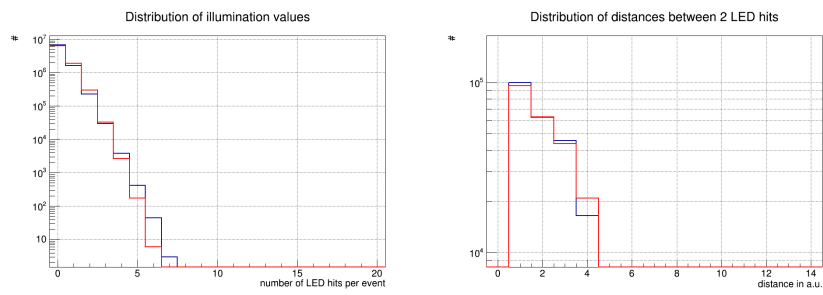 Distribution of illumination values
#
10^7
10^6
10^5
10^4
10^3
10^2
10
0 5 10 15 20
number of LED hits per event
Distribution of distances between 2 LED hits
#
10^5
10^4
0 2 4 6 8 10 12 14
distance in a.u.